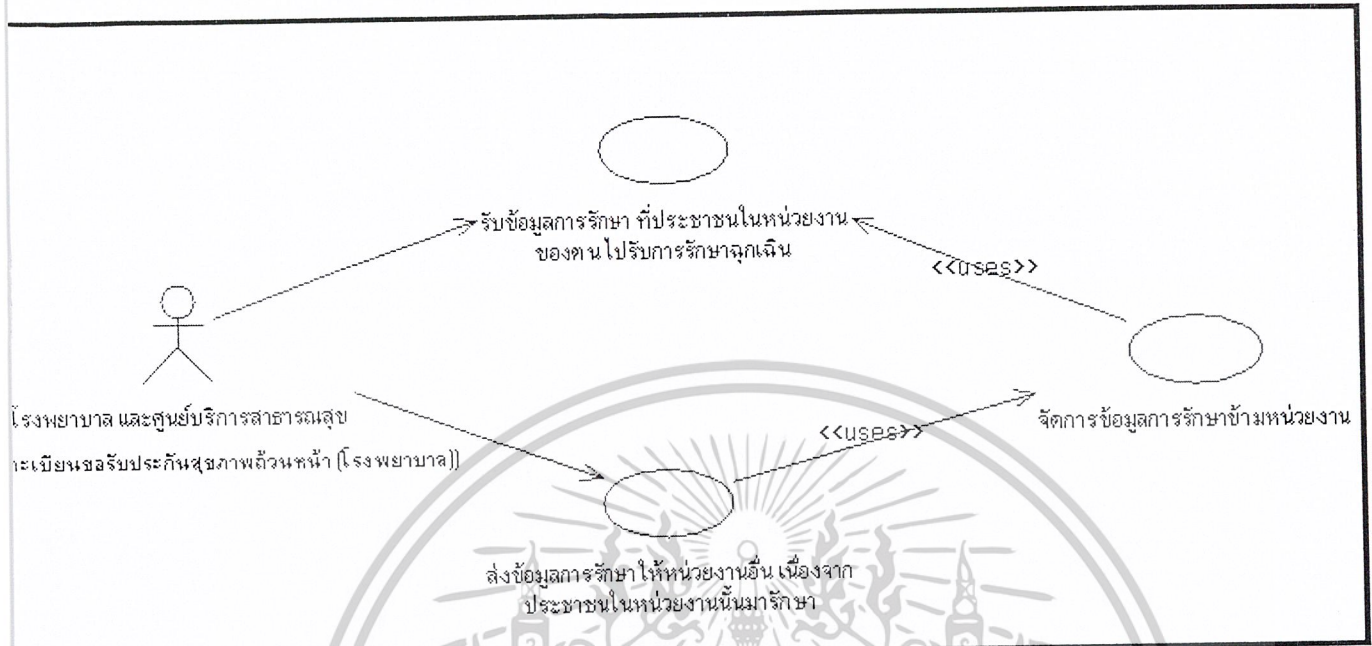 รับข้อมูลการรักษา ที่ประชาชนในหน่วยงาน
ของตนไปรับการรักษาฉุกเฉิน
<<uses>>
โรงพยาบาล และศูนย์บริการสาธารณสุข
ะเบียนขอรับประกันสุขภาพถ้วนหน้า (โรงพยาบาล))
<<uses>>
จัดการข้อมูลการรักษาข้ามหน่วยงาน
ส่งข้อมูลการรักษาให้หน่วยงานอื่น เนื่องจาก
ประชาชนในหน่วยงานนั้นมารักษา